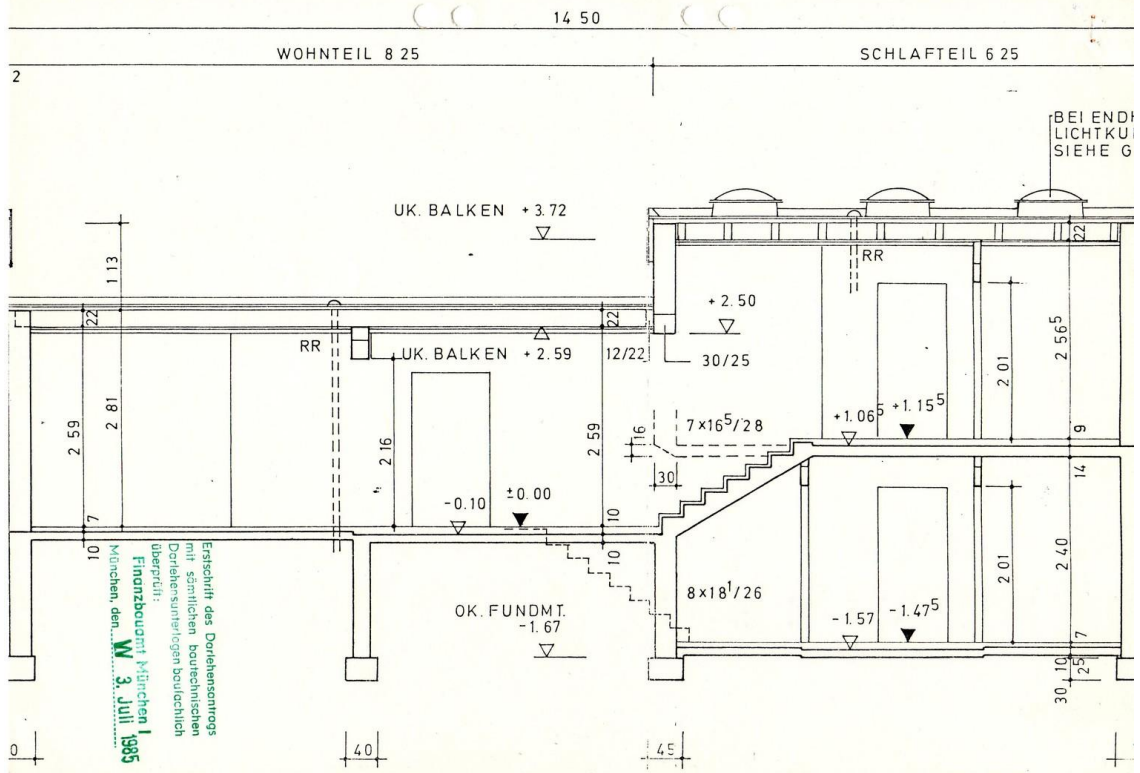 14 50
WOHNTEIL 8 25
SCHLAFTEIL 6 25
2
BEI END
LICHTKU
SIEHE G
UK. BALKEN +3.72
1.13
22
RR
+2.50
22
22
RR
UK. BALKEN +2.59
12/22
30/25
2 56⁵
2 01
2 59
2 81
2 16
2 59
16
7×16⁵/28
+1.06⁵
+1.15⁵
9
30
14
-0.10
±0.00
7
10
10
10
2 01
2 40
8×18¹/26
OK. FUNDMT.
-1.67
-1.57
-1.47⁵
7
10
25
30
Erstschrift des Darlehensantrags
mit sämtlichen bautechnischen
Darlehensunterlagen baufachlich
überprüft:
Finanzbauamt München I
München, den W 3. Juli 1985
0
40
45